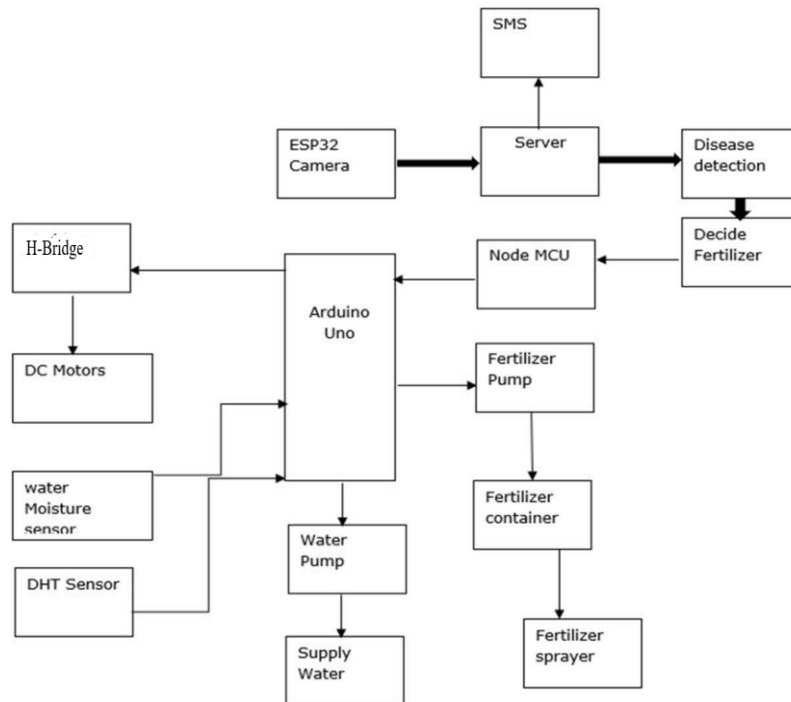 SMS
ESP32
Camera
Server
Disease
detection
H-Bridge
Arduino
Uno
Node MCU
Decide
Fertilizer
DC Motors
Fertilizer
Pump
water
Moisture
sensor
Fertilizer
container
Water
Pump
DHT Sensor
Supply
Water
Fertilizer
sprayer